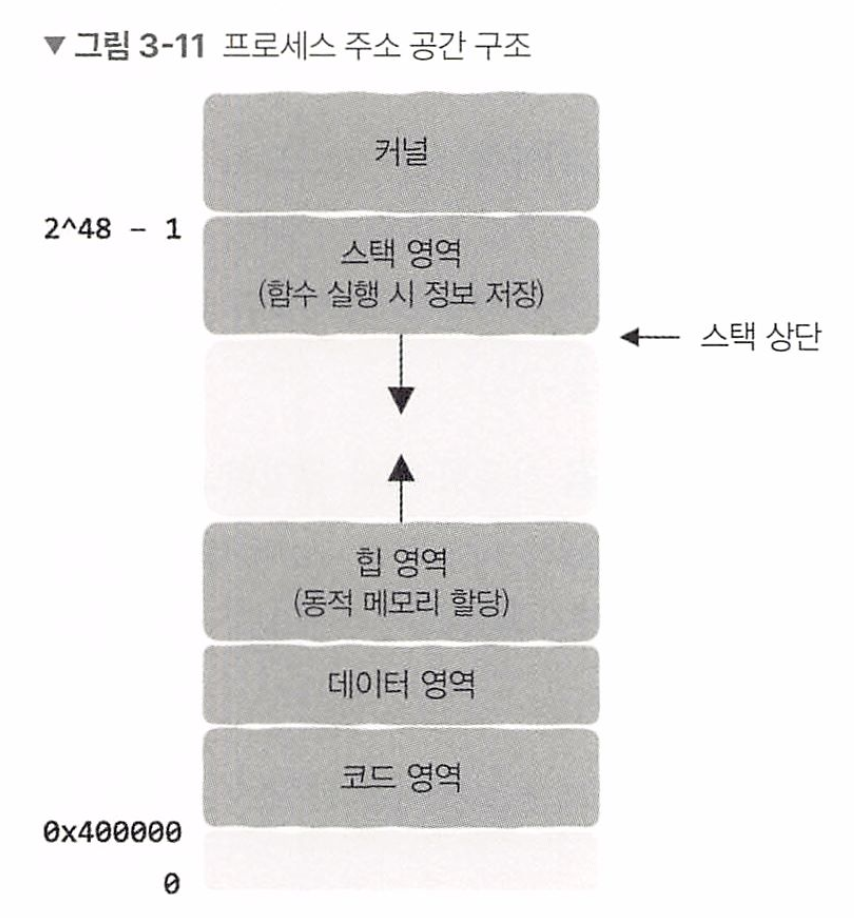 ▼ 그림 3-11 프로세스 주소 공간 구조
커널
2^48 - 1
스택 영역
(함수 실행 시 정보 저장)
스택 상단
힙 영역
(동적 메모리 할당)
데이터 영역
코드 영역
0x400000
0